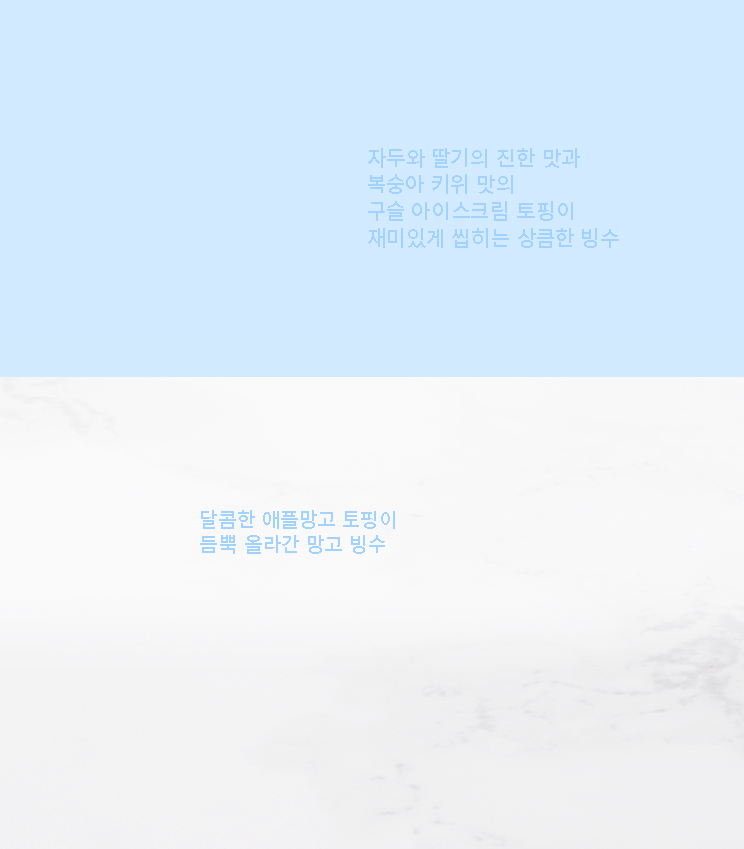 자두와 딸기의 진한 맛과
복숭아 키위 맛의
구슬 아이스크림 토핑이
재미있게 씹히는 상큼한 빙수
달콤한 애플망고 토핑이
듬뿍 올라간 망고 빙수